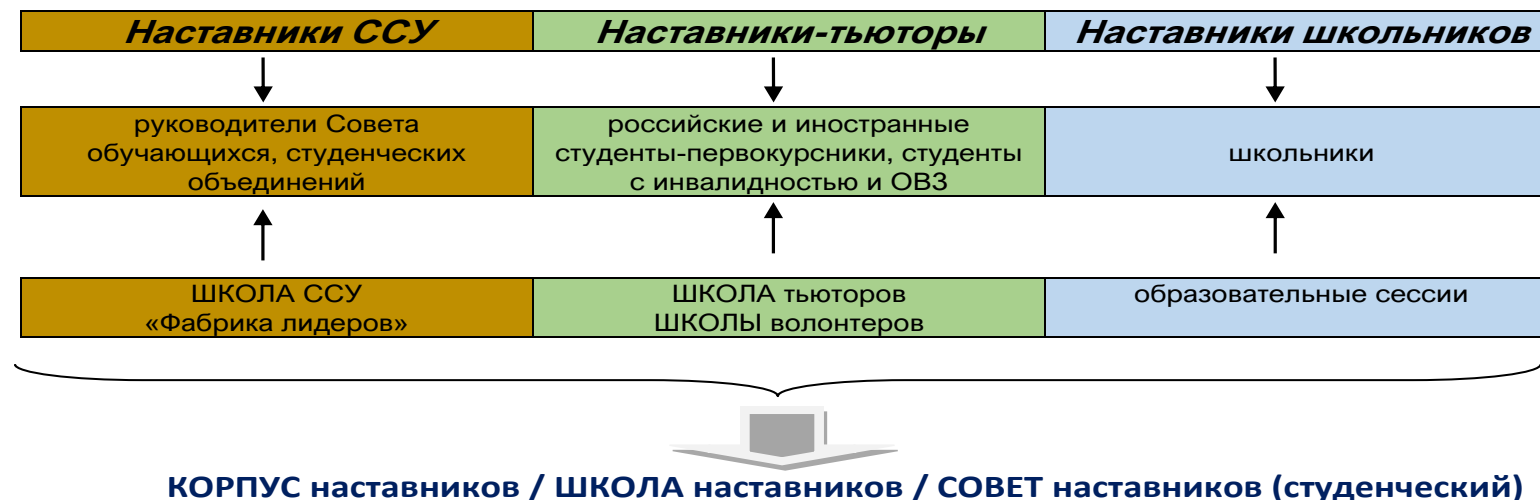 Наставники ССУ
Наставники-тьюторы
Наставники школьников
руководители Совета
обучающихся, студенческих
объединений
российские и иностранные
студенты-первокурсники, студенты
с инвалидностью и ОВЗ
школьники
ШКОЛА ССУ
«Фабрика лидеров»
ШКОЛА тьюторов
ШКОЛЫ волонтеров
образовательные сессии
КОРПУС наставников / ШКОЛА наставников / СОВЕТ наставников (студенческий)